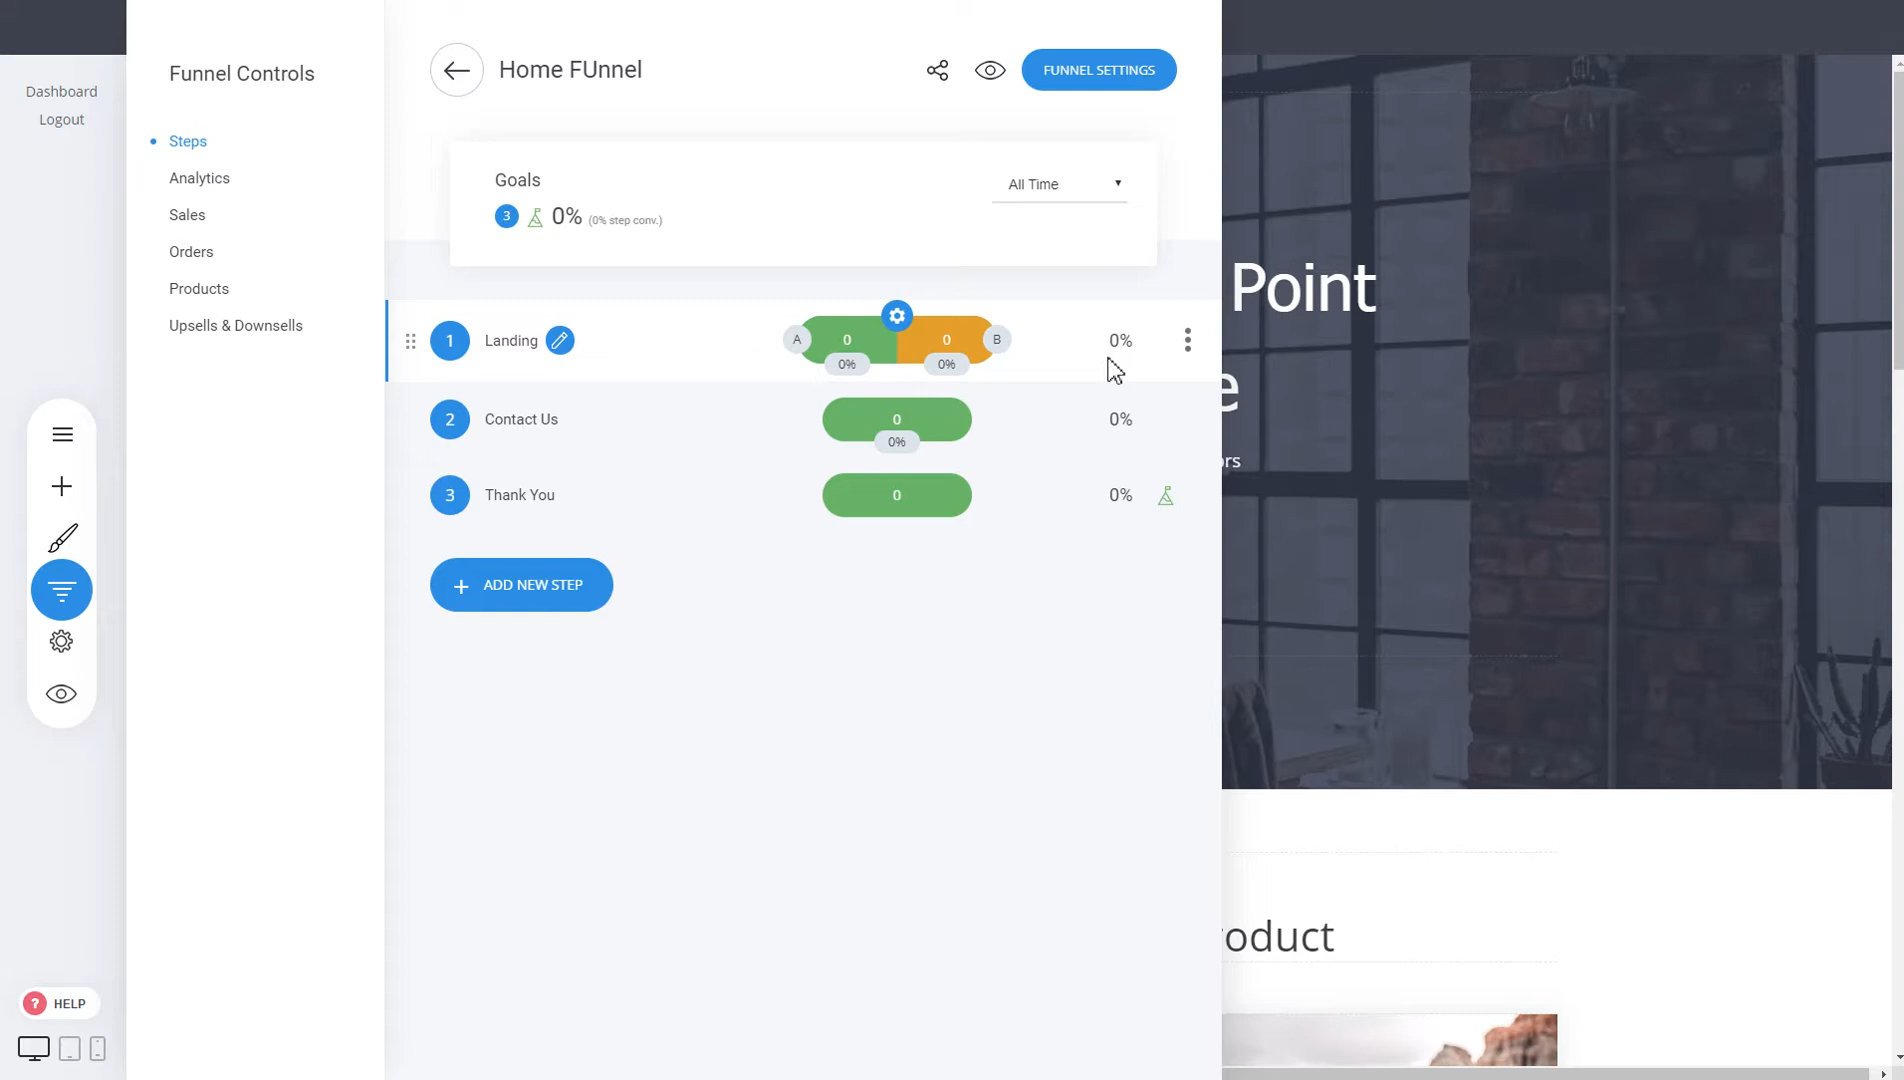 Dashboard
Logout
HELP
Funnel Controls
Steps
Analytics
Sales
Orders
Products
Upsells & Downsells
Home FUnnel
FUNNEL SETTINGS
Goals
All Time
3 0% (0% step conv.)
1 Landing A 0 0 B 0%
0% 0%
2 Contact Us 0 0%
0%
3 Thank You 0 0%
+ ADD NEW STEP
Point
e
ors
oduct